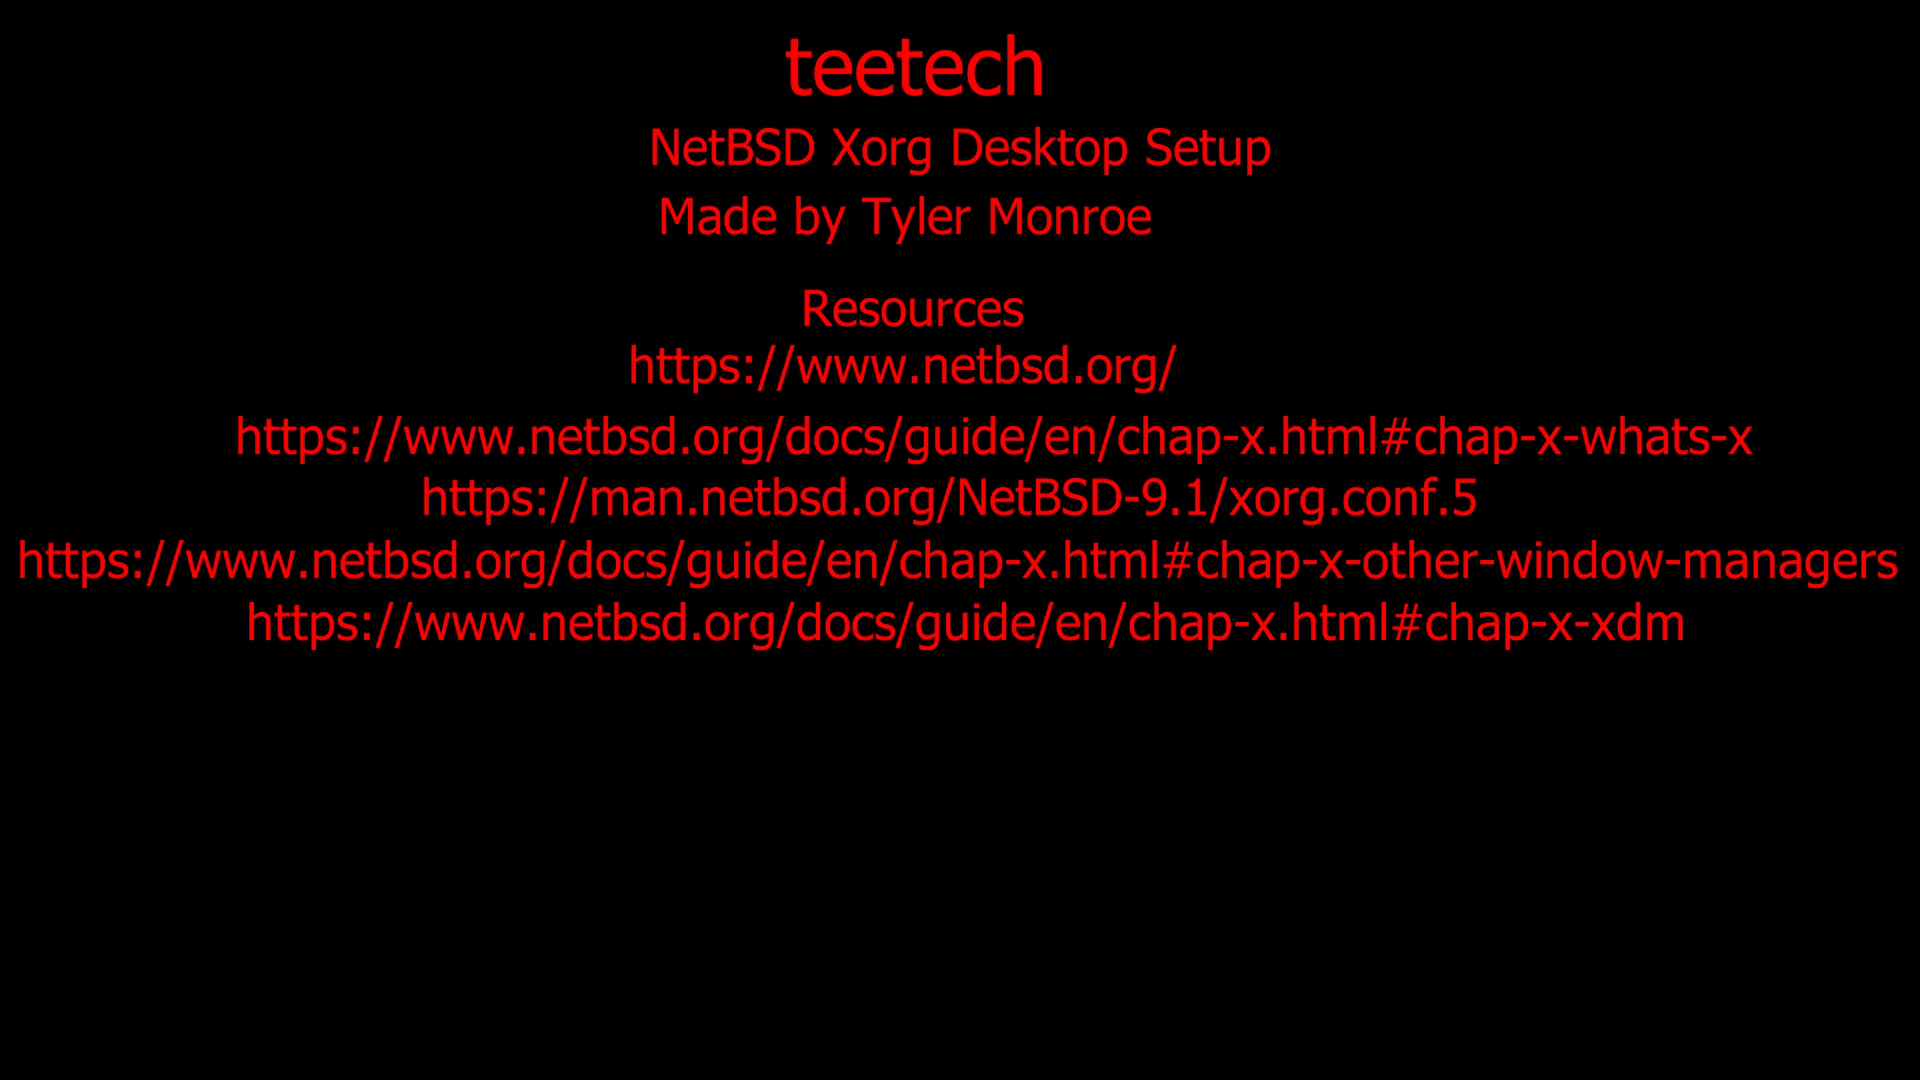 teetech
NetBSD Xorg Desktop Setup
Made by Tyler Monroe
Resources
https://www.netbsd.org/
https://www.netbsd.org/docs/guide/en/chap-x.html#chap-x-whats-x
https://man.netbsd.org/NetBSD-9.1/xorg.conf.5
https://www.netbsd.org/docs/guide/en/chap-x.html#chap-x-other-window-managers
https://www.netbsd.org/docs/guide/en/chap-x.html#chap-x-xdm